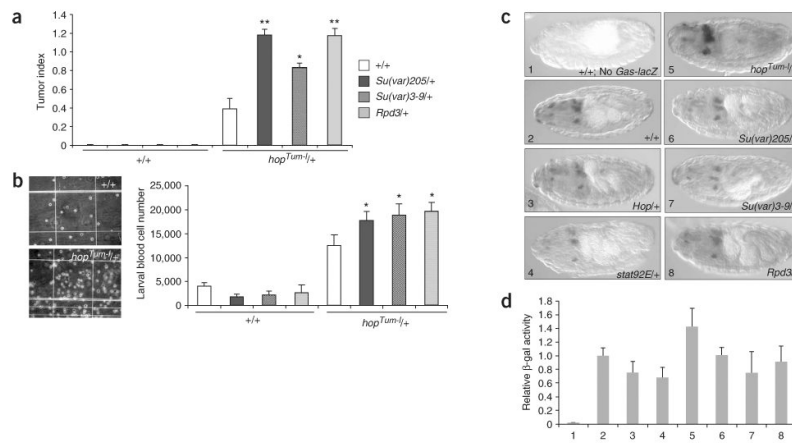 a
Tumor index
1.4
1.2
1.0
0.8
0.6
0.4
0.2
0
**
*
**
+/+
Su(var)205/+
Su(var)3-9/+
Rpd3/+
+/+
hopTum-l/+
b
+/+
hopTum-l/+
Larval blood cell number
25,000
20,000
15,000
10,000
5,000
0
*
*
*
+/+
hopTum-l/+
c
1
+/+; No Gas-lacZ
5
hopTum-l/
2
+/+
6
Su(var)205/
3
Hop/+
7
Su(var)3-9/
4
stat92E/+
8
Rpd3/
d
Relative β-gal activity
1.8
1.6
1.4
1.2
1.0
0.8
0.6
0.4
0.2
0
1 2 3 4 5 6 7 8